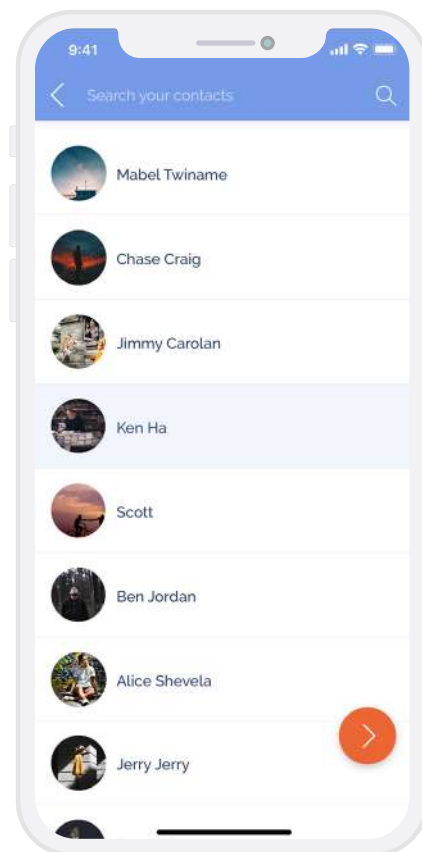 9:41
Search your contacts
Mabel Twiname
Chase Craig
Jimmy Carolan
Ken Ha
Scott
Ben Jordan
Alice Shevela
Jerry Jerry